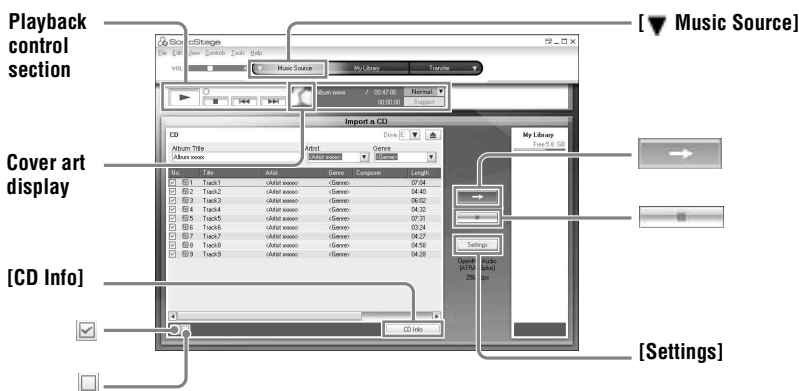 Playback
control
section
[▼ Music Source]
SonicStage
File Edit View Controls Tools Help
VOL
Music Source My Library Transfer
Album xxxxx / 00:47:06 Normal
00:00:00 Suggest
Import a CD
CD Drive: E
My Library
Free:5.8 GB
Album Title Artist Genre
Album xxxxx <Artist xxxxx> <Genre>
No. Title Artist Genre Composer Length
1 Track1 <Artist xxxxx> <Genre> 07:04
2 Track2 <Artist xxxxx> <Genre> 04:40
3 Track3 <Artist xxxxx> <Genre> 06:02
4 Track4 <Artist xxxxx> <Genre> 04:32
5 Track5 <Artist xxxxx> <Genre> 07:31
6 Track6 <Artist xxxxx> <Genre> 03:24
7 Track7 <Artist xxxxx> <Genre> 04:27
8 Track8 <Artist xxxxx> <Genre> 04:58
9 Track9 <Artist xxxxx> <Genre> 04:28
Cover art
display
Settings
Audio
[CD Info]
CD Info
[Settings]